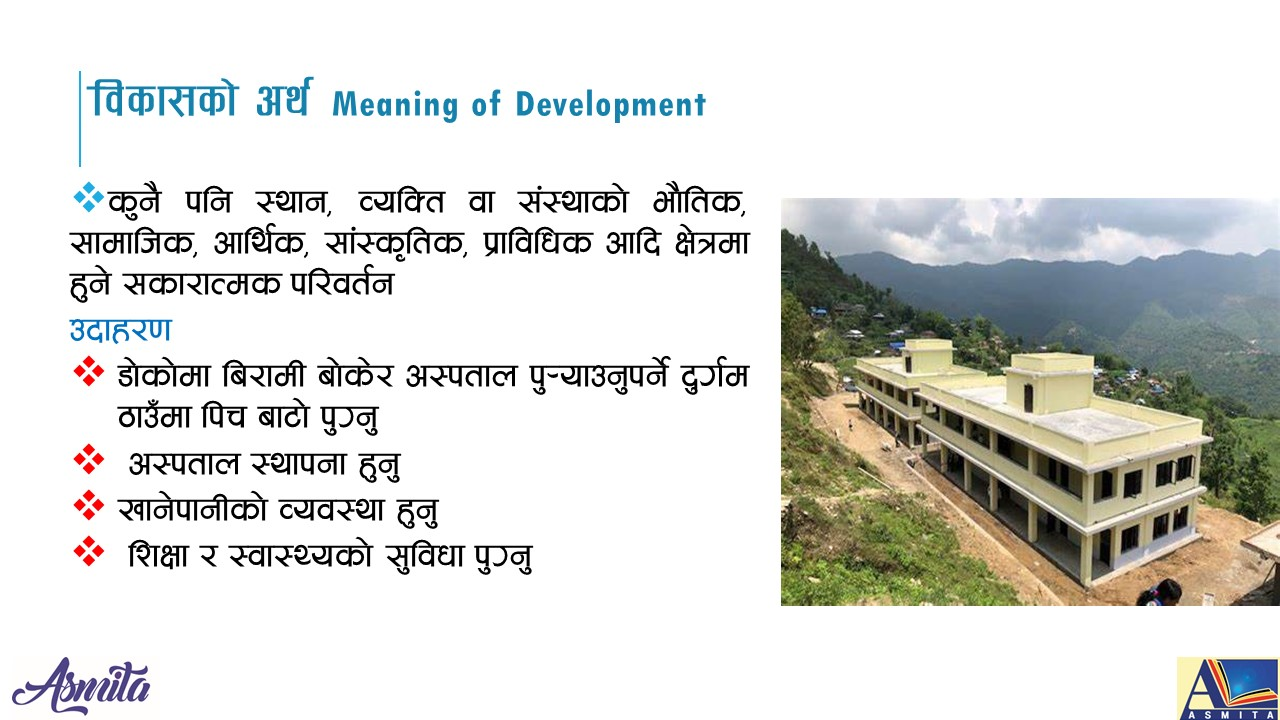 विकासको अर्थ Meaning of Development
❖कुनै पनि स्थान, व्यक्ति वा संस्थाको भौतिक,
सामाजिक, आर्थिक, सांस्कृतिक, प्राविधिक आदि क्षेत्रमा
हुने सकारात्मक परिवर्तन
उदाहरण
❖ डोकोमा बिरामी बोकेर अस्पताल पुऱ्याउनुपर्ने दुर्गम
ठाउँमा पिच बाटो पुग्नु
❖ अस्पताल स्थापना हुनु
❖ खानेपानीको व्यवस्था हुनु
❖ शिक्षा र स्वास्थ्यको सुविधा पुग्नु
Asmita
ASMITA